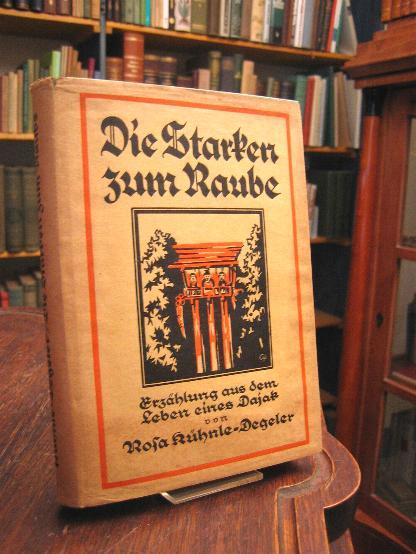 Die Starken
zum Raube
Erzählung aus dem
Leben eines Dajak
von
Rosa Kühnle-Degeler